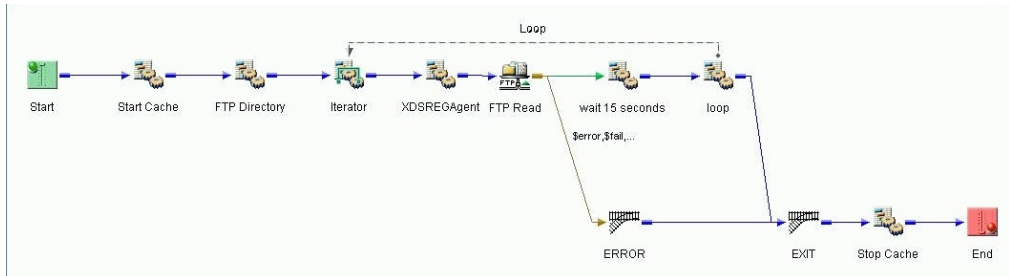 Loop
Start
Start Cache
FTP Directory
Iterator
XDSREGAgent
FTP
FTP Read
wait 15 seconds
loop
$error,$fail,...
ERROR
EXIT
Stop Cache
End